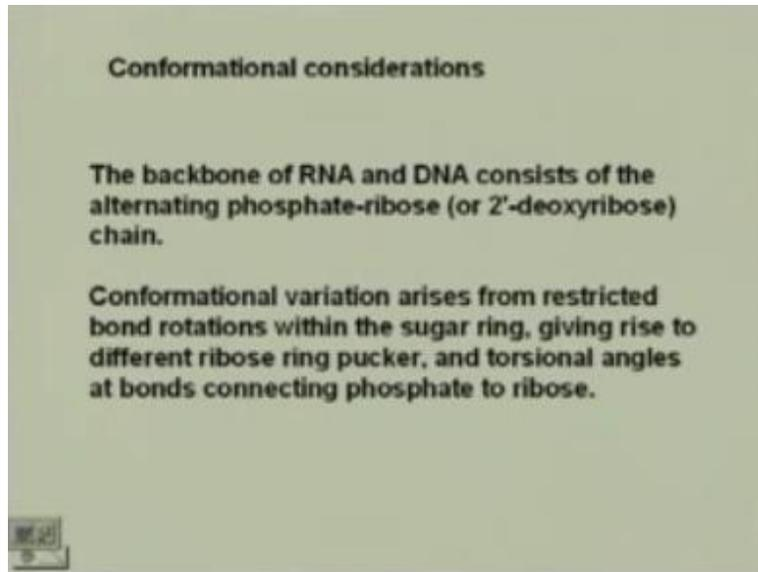 Conformational considerations
The backbone of RNA and DNA consists of the
alternating phosphate-ribose (or 2'-deoxyribose)
chain.
Conformational variation arises from restricted
bond rotations within the sugar ring, giving rise to
different ribose ring pucker, and torsional angles
at bonds connecting phosphate to ribose.